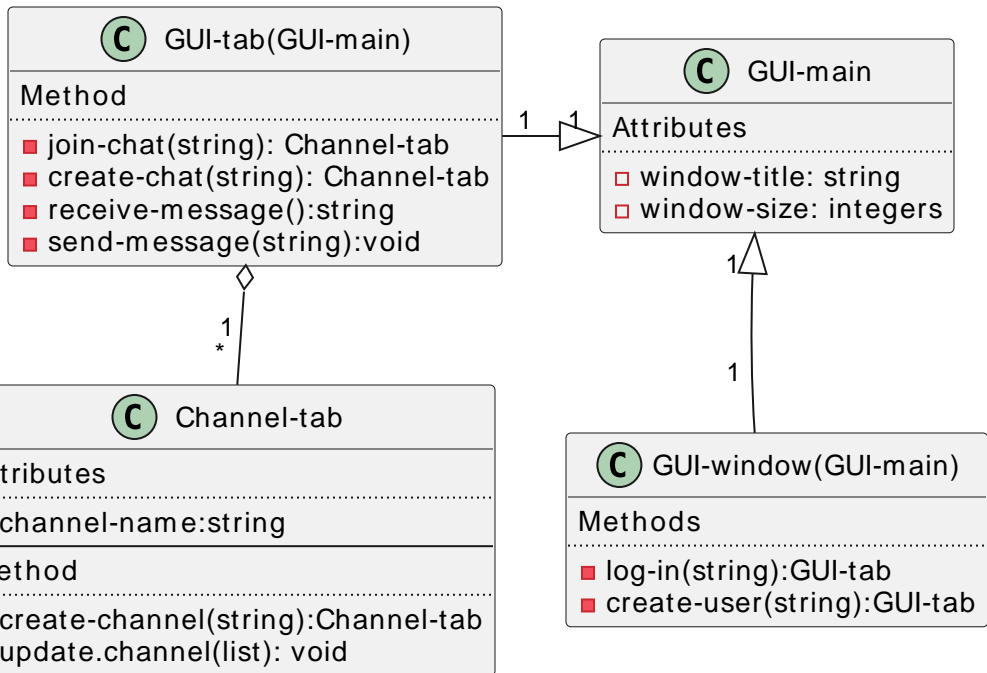 C GUI-tab(GUI-main)
Method
join-chat(string): Channel-tab
create-chat(string): Channel-tab
receive-message():string
send-message(string):void
1 1
C GUI-main
Attributes
window-title: string
window-size: integers
1
1
1
*
C Channel-tab
tributes
channel-name:string
ethod
create-channel(string):Channel-tab
update.channel(list): void
C GUI-window(GUI-main)
Methods
log-in(string):GUI-tab
create-user(string):GUI-tab